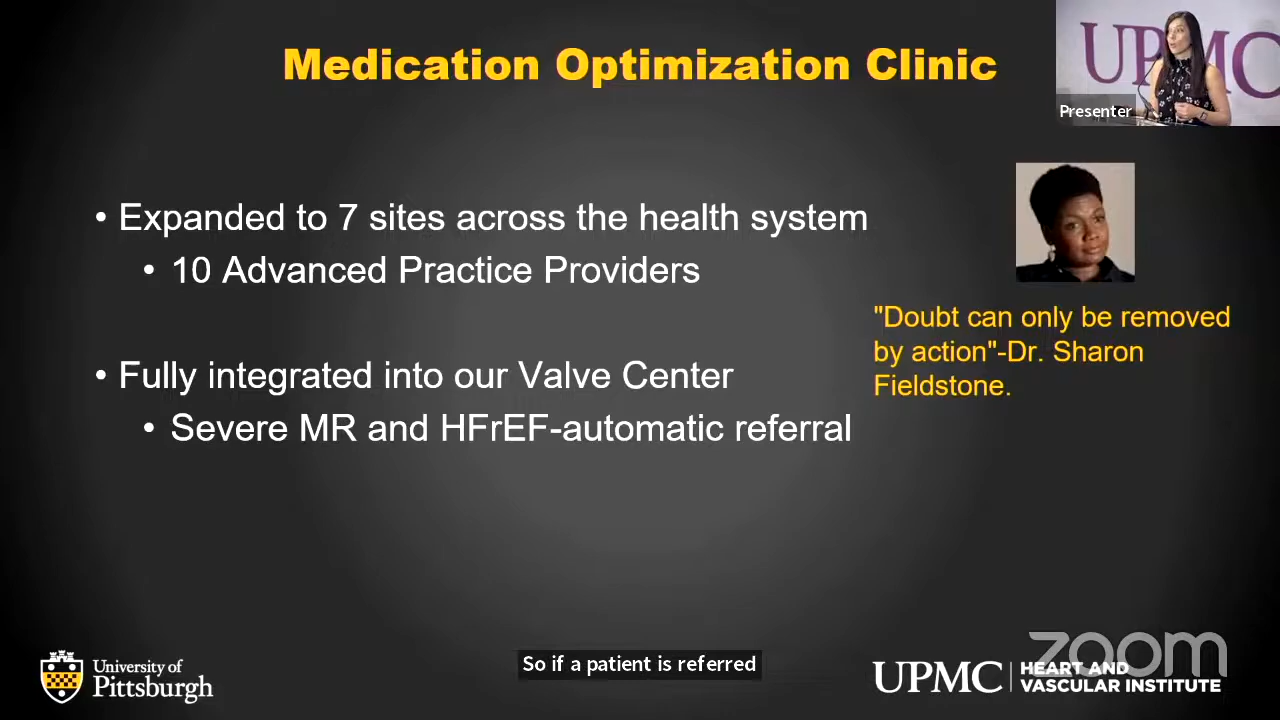 Medication Optimization Clinic
UPMC
Presenter
• Expanded to 7 sites across the health system
• 10 Advanced Practice Providers
• Fully integrated into our Valve Center
• Severe MR and HFrEF-automatic referral
"Doubt can only be removed
by action"-Dr. Sharon
Fieldstone.
University of
Pittsburgh
So if a patient is referred
UPMC
HEART AND
VASCULAR INSTITUTE
zoom